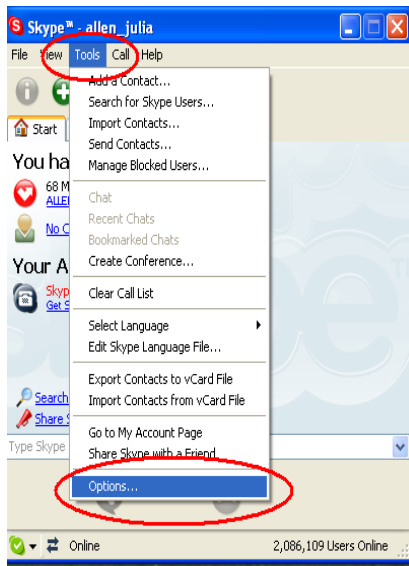 Skype™ - allen_julia
File View Tools Call Help
Add a Contact...
Search for Skype Users...
Import Contacts...
Start
Send Contacts...
You ha
Manage Blocked Users...
68 M
ALLE
Chat
Recent Chats
No C
Bookmarked Chats
Your A
Create Conference...
Skyp
Clear Call List
Get S
Select Language
Edit Skype Language File...
Export Contacts to vCard File
Search
Import Contacts from vCard File
Share S
Go to My Account Page
Type Skype
Share Skype with a Friend
Options...
Online 2,086,109 Users Online